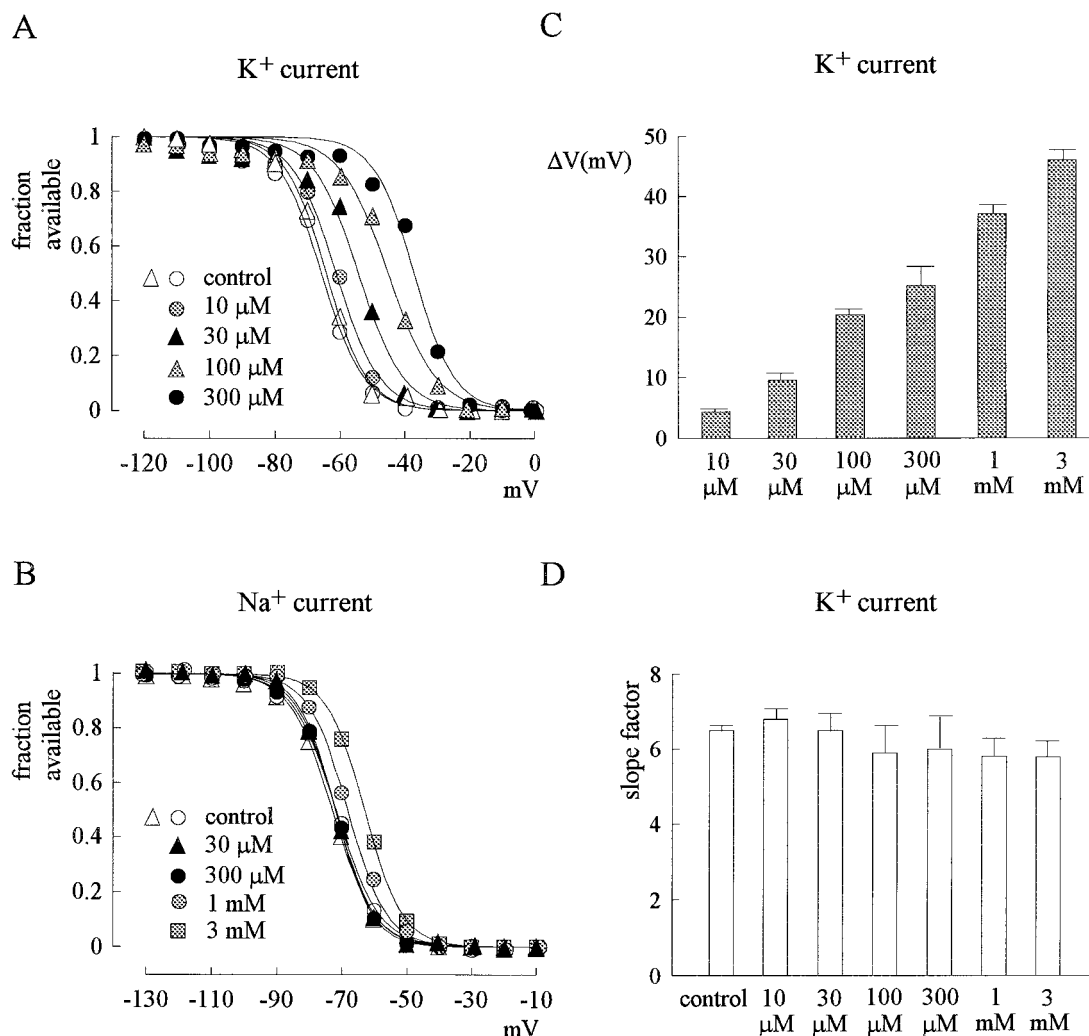 A
K+ current
fraction
available
1
0.8
0.6
0.4
0.2
0
control
10 μM
30 μM
100 μM
300 μM
-120 -100 -80 -60 -40 -20 0
mV
B
Na+ current
fraction
available
1
0.8
0.6
0.4
0.2
0
control
30 μM
300 μM
1 mM
3 mM
-130 -110 -90 -70 -50 -30 -10
mV
C
K+ current
ΔV(mV)
50
40
30
20
10
0
10 30 100 300 1 3
μM μM μM μM mM mM
D
K+ current
slope factor
8
6
4
2
0
control 10 30 100 300 1 3
μM μM μM μM mM mM